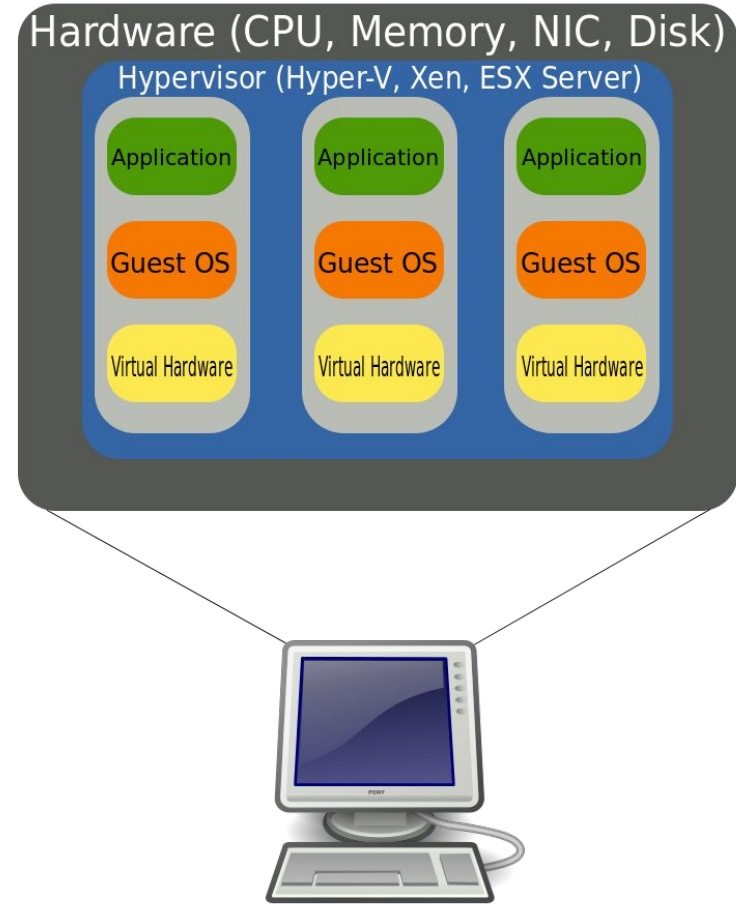 Hardware (CPU, Memory, NIC, Disk)
Hypervisor (Hyper-V, Xen, ESX Server)
Application
Application
Application
Guest OS
Guest OS
Guest OS
Virtual Hardware
Virtual Hardware
Virtual Hardware
PONY